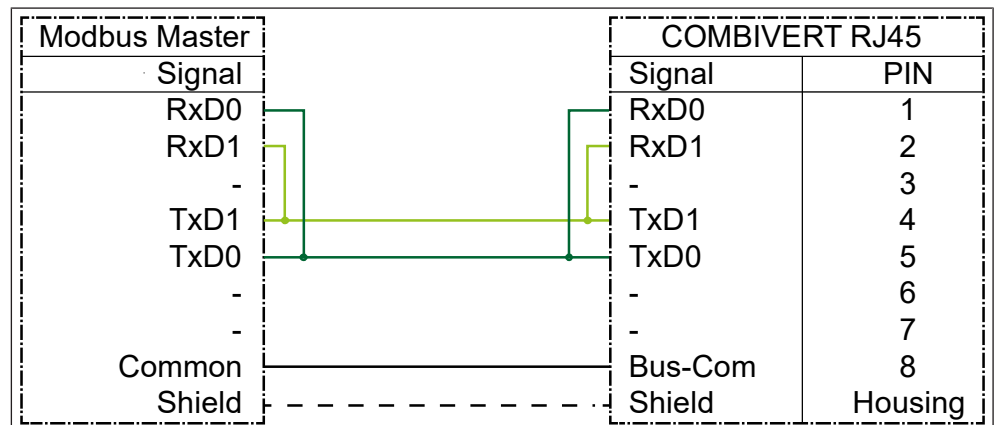 Modbus Master COMBIVERT RJ45
Signal Signal PIN
RxD0 RxD0 1
RxD1 RxD1 2
- - 3
TxD1 TxD1 4
TxD0 TxD0 5
- - 6
- - 7
Common Bus-Com 8
Shield Shield Housing